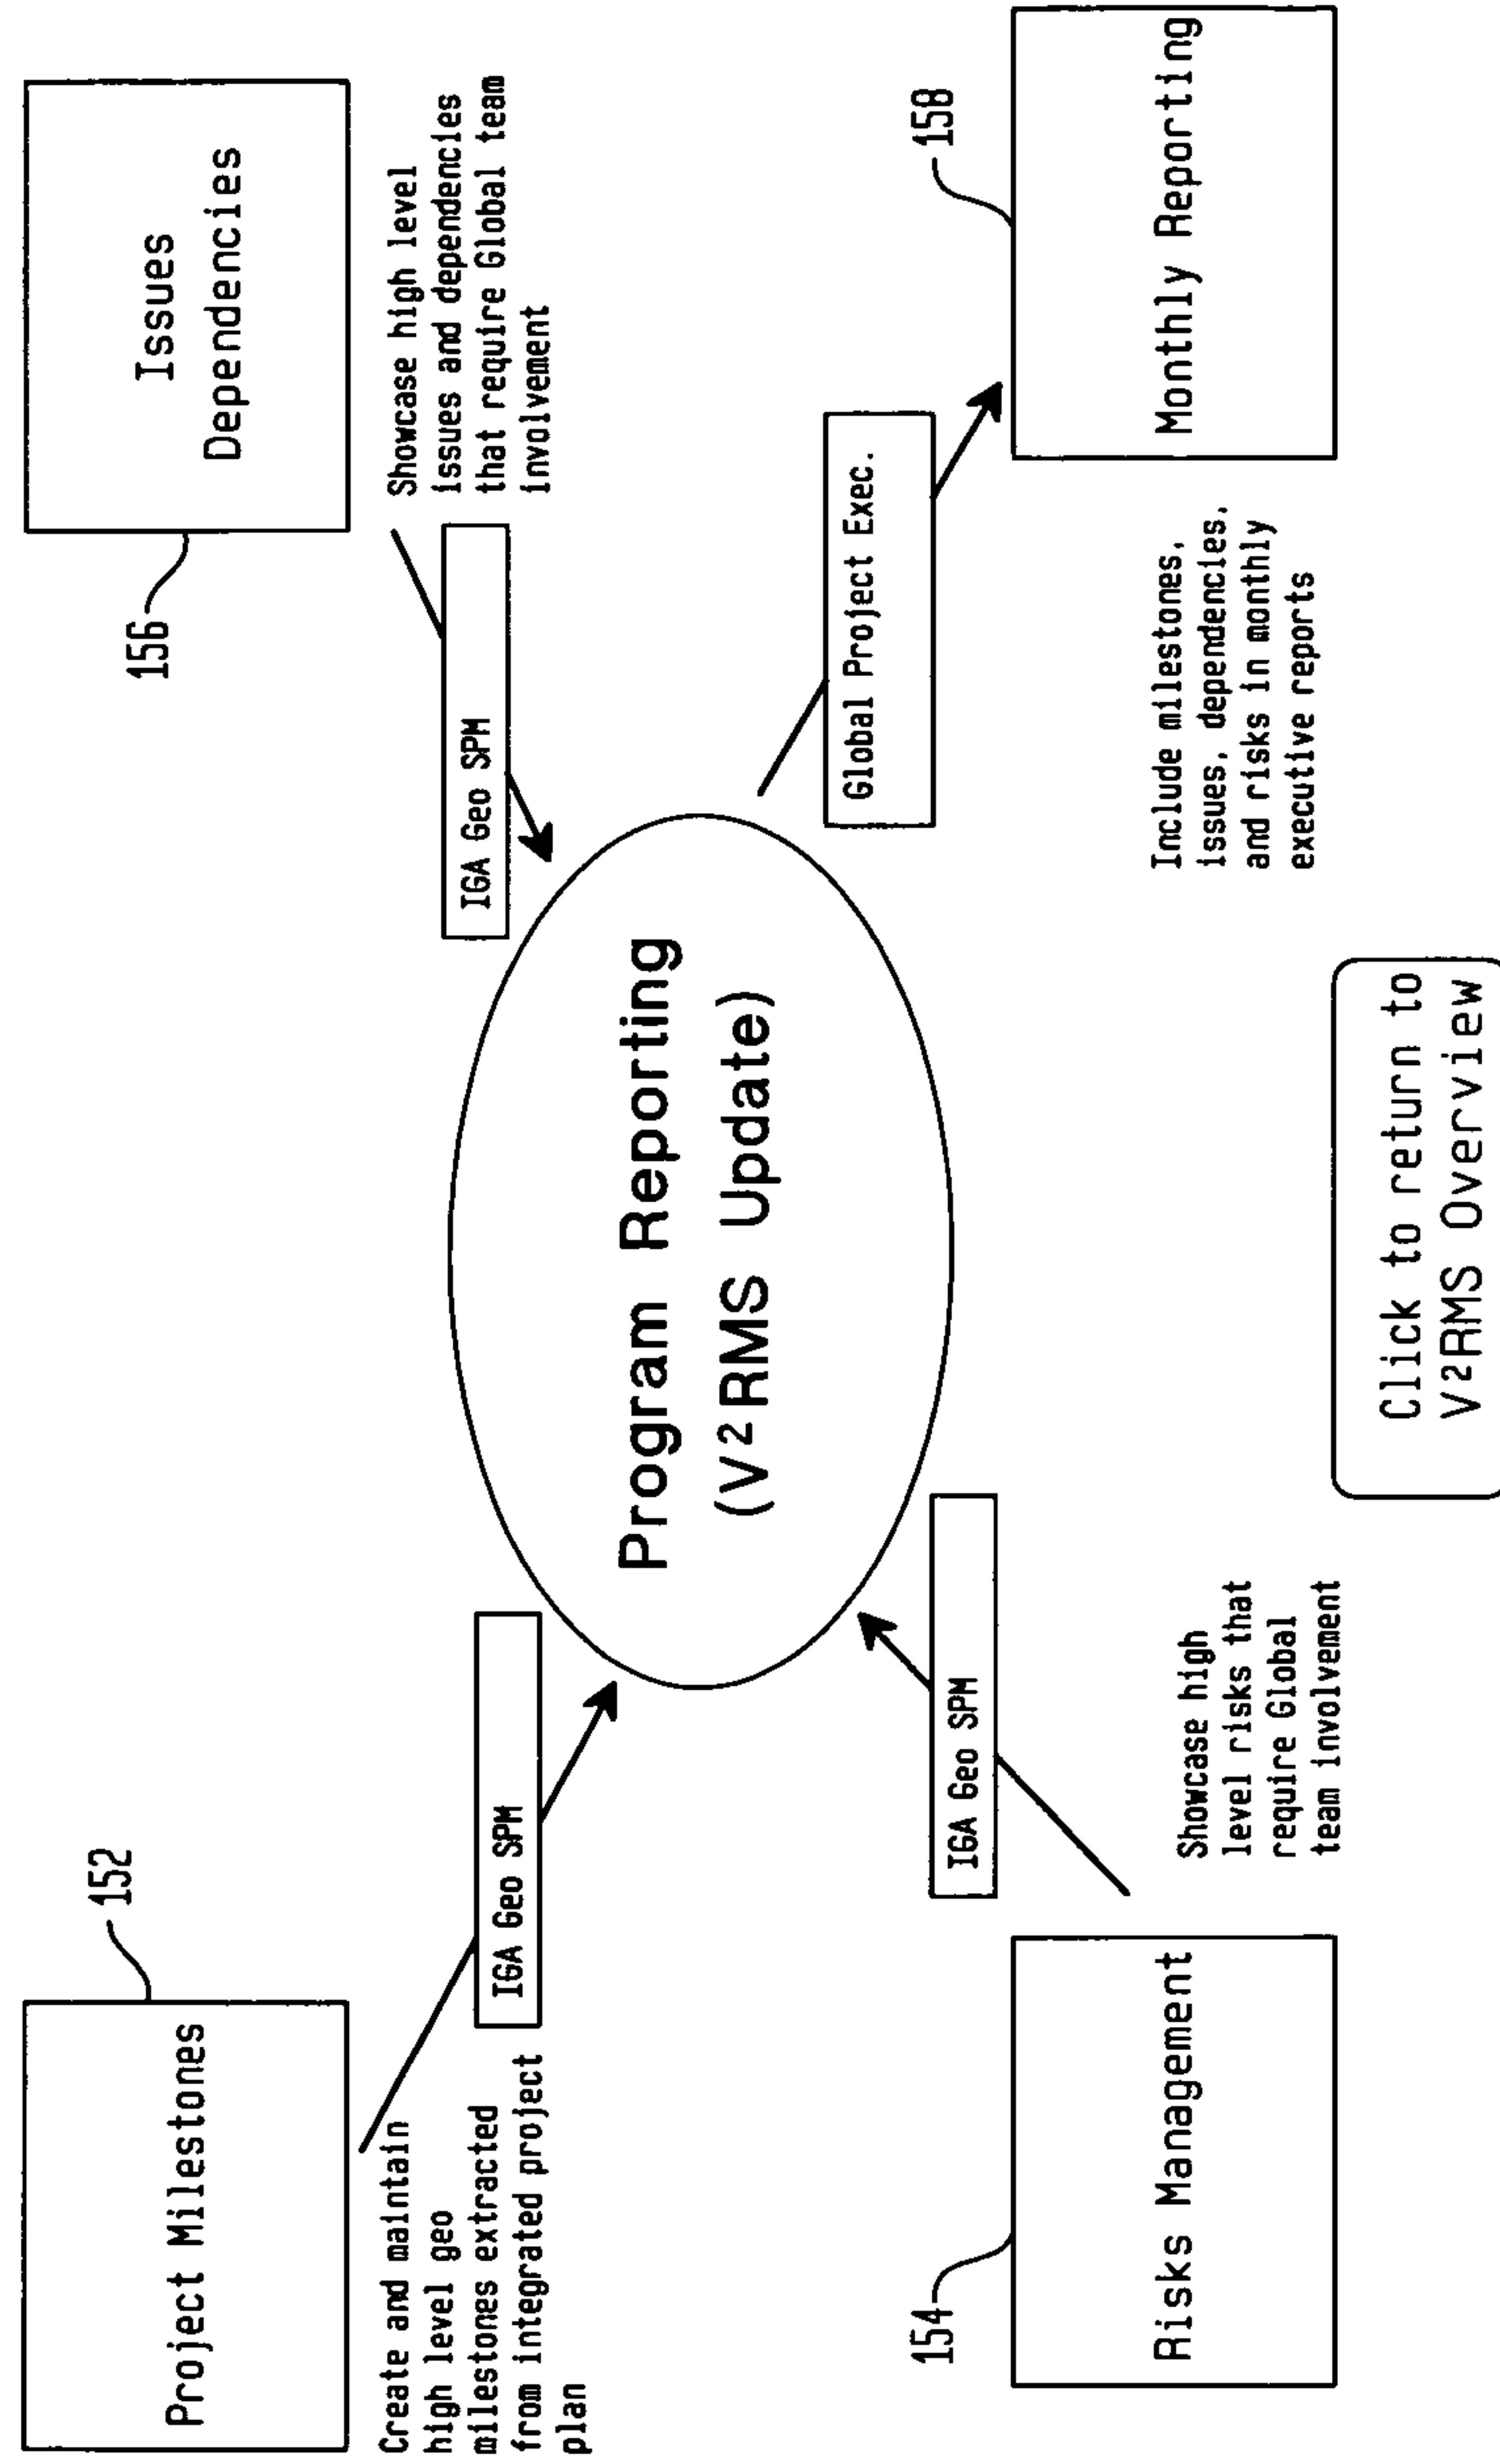 152
Project Milestones
Create and maintain
high level geo
milestones extracted
from integrated project
plan
IGA Geo SPM
156
Issues
Dependencies
Showcase high level
issues and dependencies
that require Global team
involvement
IGA Geo SPM
Program Reporting
(V²RMS Update)
154
Risks Management
IGA Geo SPM
Showcase high
level risks that
require Global
team involvement
Global Project Exec.
158
Monthly Reporting
Include milestones,
issues, dependencies,
and risks in monthly
executive reports
Click to return to
V²RMS Overview